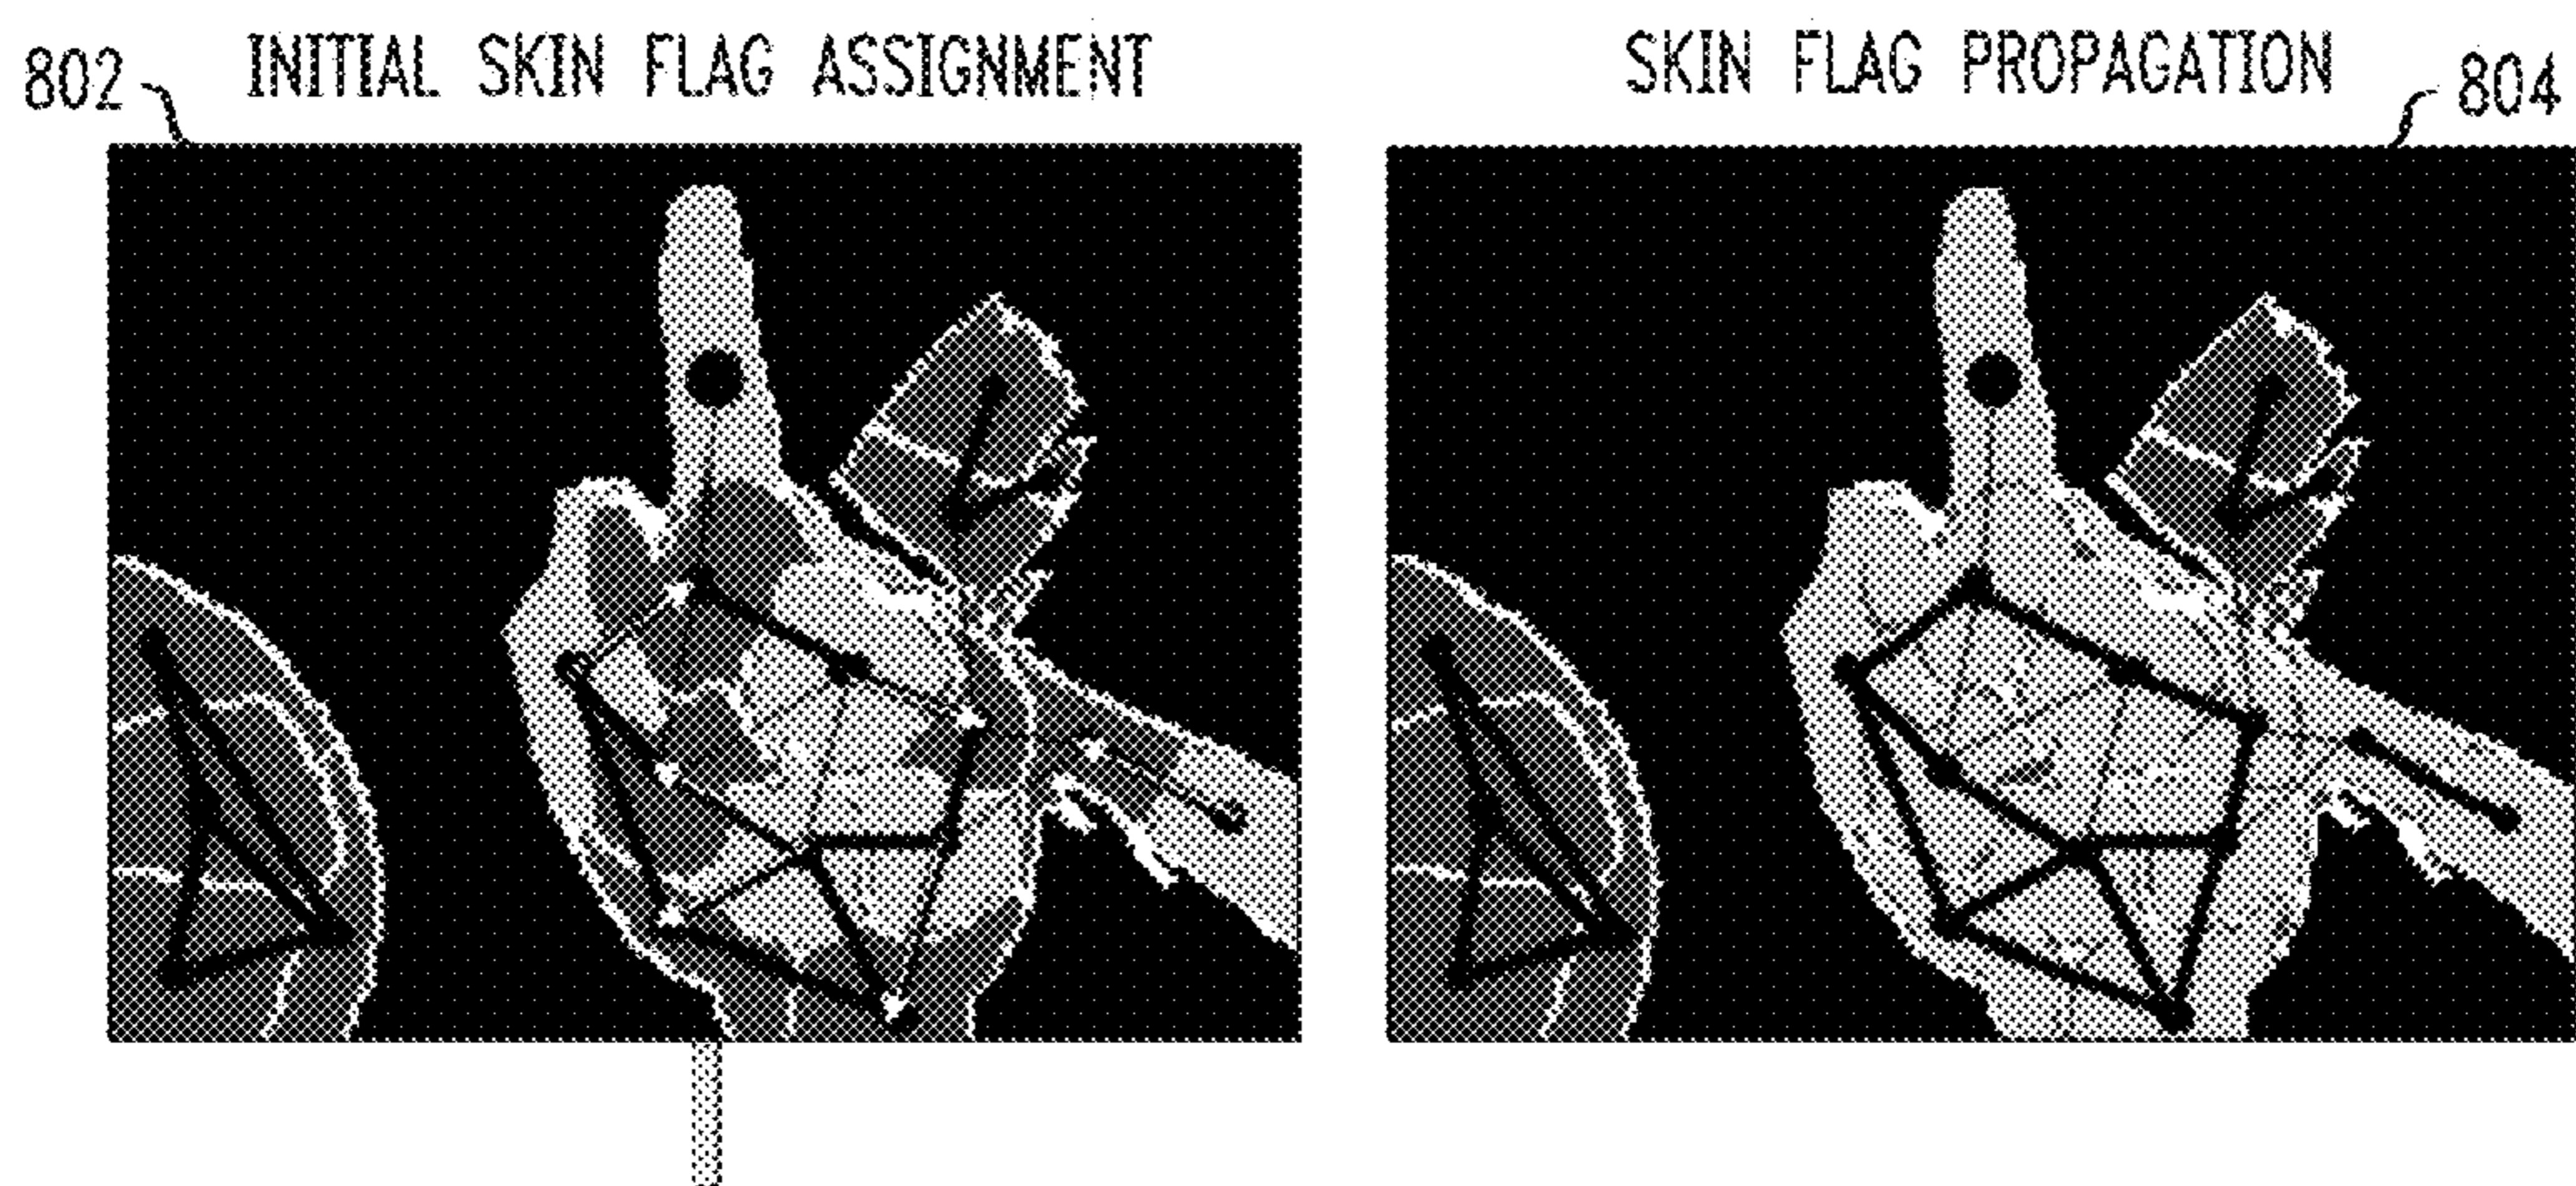 802 INITIAL SKIN FLAG ASSIGNMENT
SKIN FLAG PROPAGATION 804